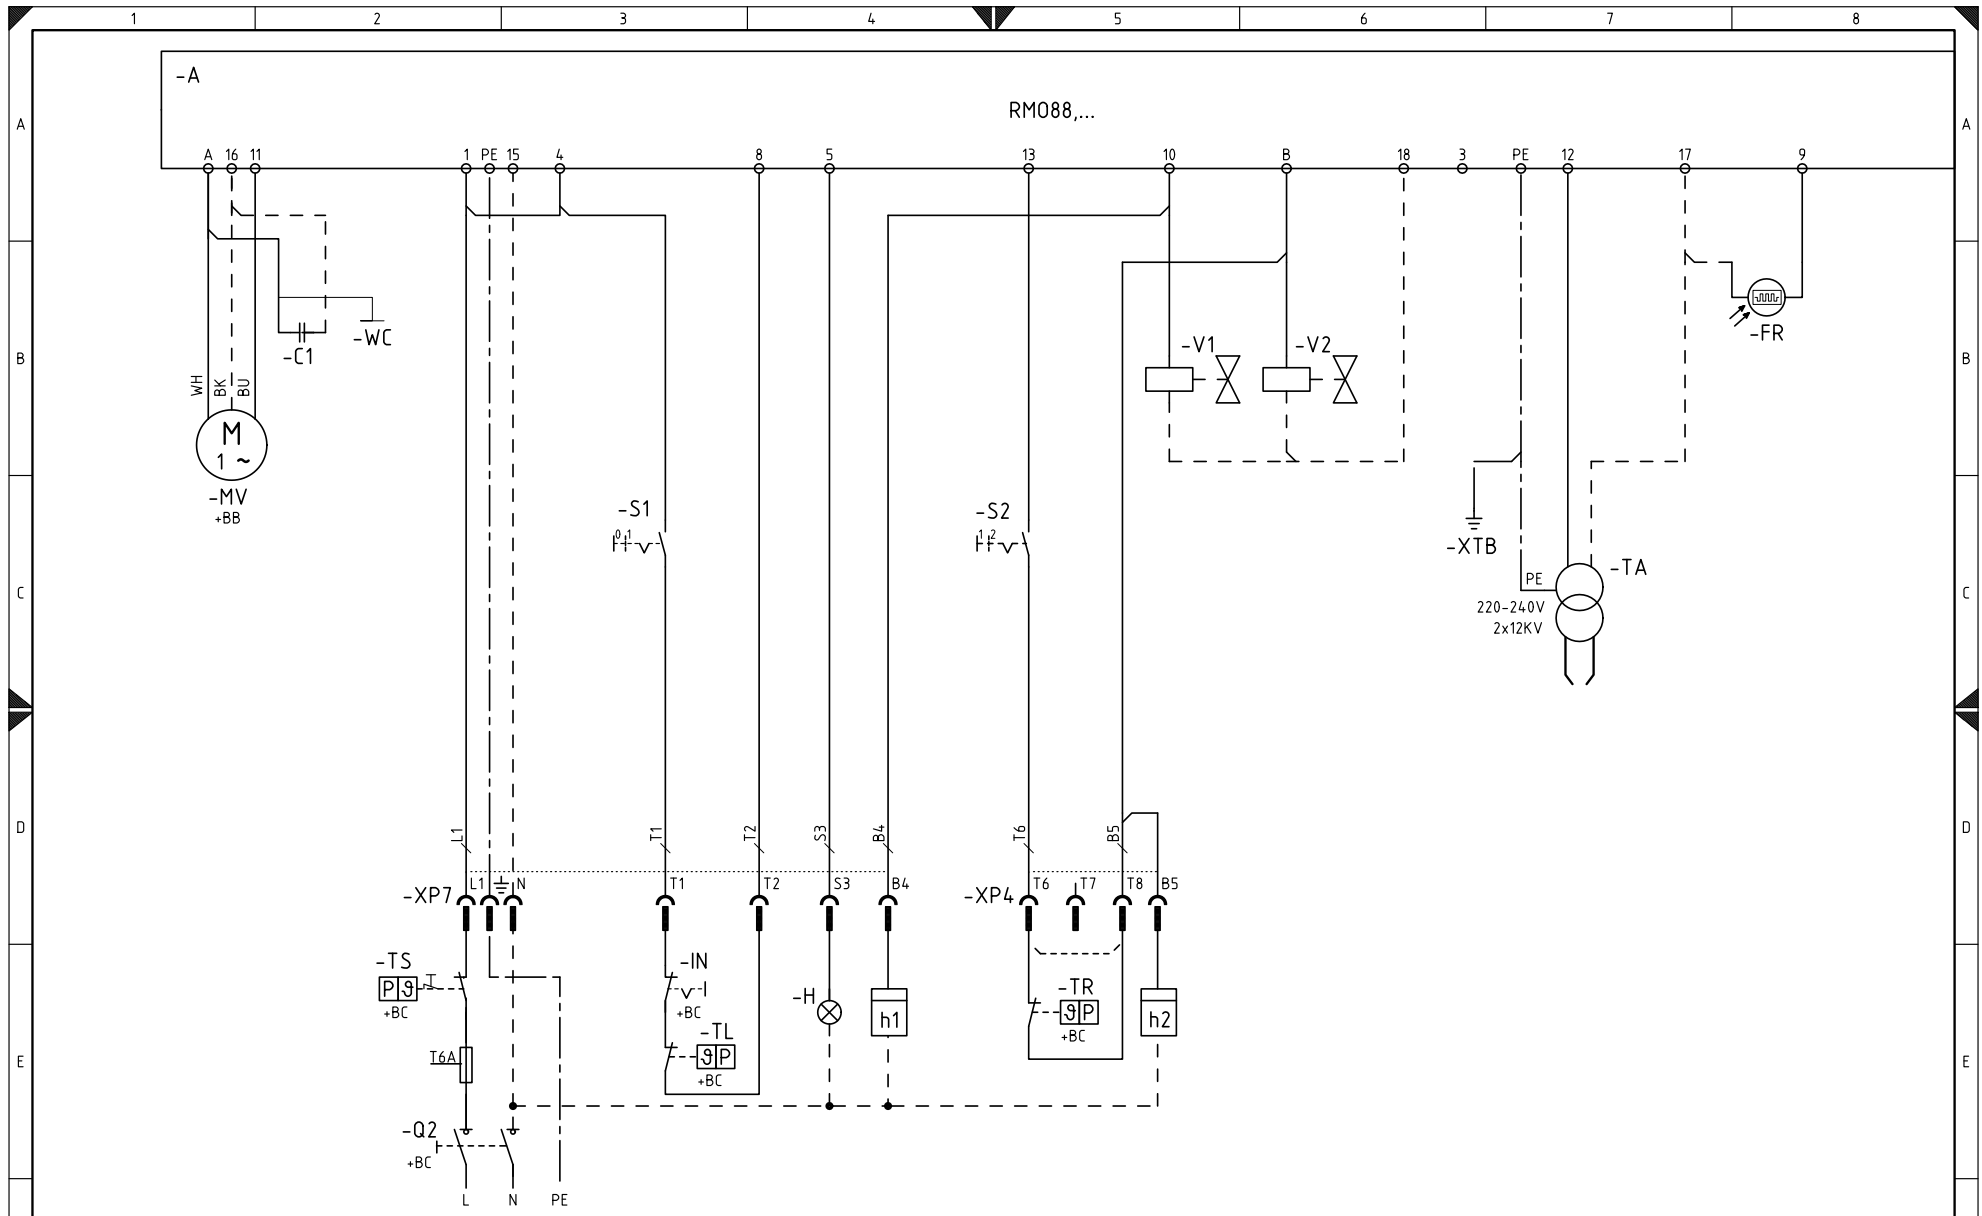 1 2 3 4 5 6 7 8
-A
RMO88,...
A A
A 16 11 1 PE 15 4 8 5 13 10 B 18 3 PE 12 17 9
-C1 -WC -V1 -V2 -FR
B B
WH BK BU
M
1 ~
-MV
+BB
-S1 -S2
0 1 1 2
-XTB -TA
PE
220-240V
2x12KV
C C
D D
L1 T1 T2 S3 B4 T6 B5
-XP7 L1 N T1 T2 S3 B4 -XP4 T6 T7 T8 B5
-TS -IN
P ϑ
+BC +BC
-H h1 -TR h2
ϑ P
+BC
-TL
ϑ P
+BC
T6A
E E
-Q2
+BC
L N PE